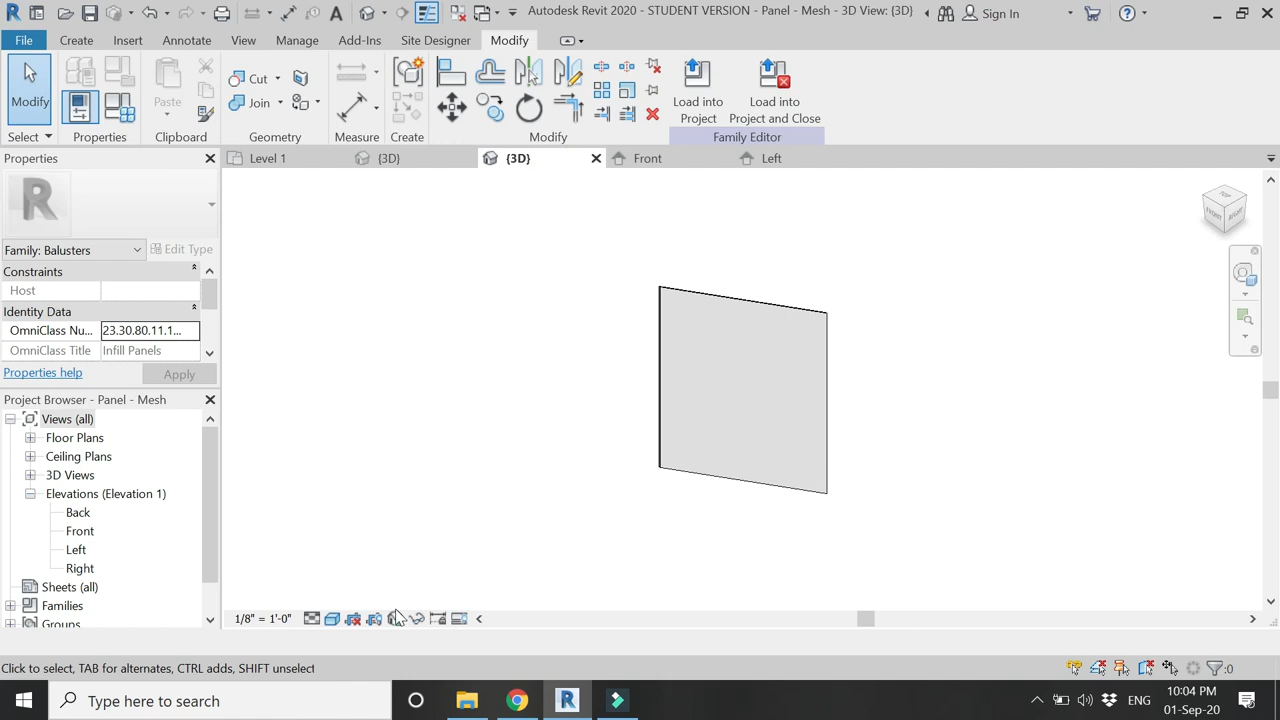 Autodesk Revit 2020 - STUDENT VERSION - Panel - Mesh - 3D View: {3D}
Sign In
File Create Insert Annotate View Manage Add-Ins Site Designer Modify
Modify
Paste
Cut
Join
Load into Project
Load into Project and Close
Select Properties Clipboard Geometry Measure Create Modify Family Editor
Properties
Level 1
{3D}
{3D}
Front
Left
Family: Balusters
Edit Type
Constraints
Host
Identity Data
OmniClass Nu... 23.30.80.11.1...
OmniClass Title Infill Panels
Properties help
Apply
Project Browser - Panel - Mesh
Views (all)
Floor Plans
Ceiling Plans
3D Views
Elevations (Elevation 1)
Back
Front
Left
Right
Sheets (all)
Families
Groups
1/8" = 1'-0"
Click to select, TAB for alternates, CTRL adds, SHIFT unselect
:0
Type here to search
ENG
10:04 PM
01-Sep-20